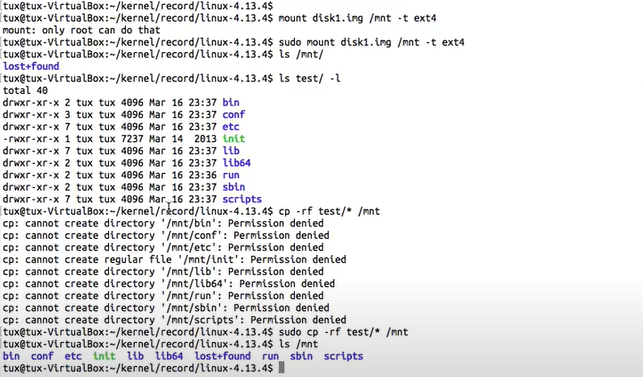 tux@tux-VirtualBox:~/kernel/record/linux-4.13.4$
tux@tux-VirtualBox:~/kernel/record/linux-4.13.4$ mount disk1.img /mnt -t ext4
mount: only root can do that
tux@tux-VirtualBox:~/kernel/record/linux-4.13.4$ sudo mount disk1.img /mnt -t ext4
tux@tux-VirtualBox:~/kernel/record/linux-4.13.4$ ls /mnt/
lost+found
tux@tux-VirtualBox:~/kernel/record/linux-4.13.4$ ls test/ -l
total 40
drwxr-xr-x 2 tux tux 4096 Mar 16 23:37 bin
drwxr-xr-x 3 tux tux 4096 Mar 16 23:37 conf
drwxr-xr-x 7 tux tux 4096 Mar 16 23:37 etc
-rwxr-xr-x 1 tux tux 7237 Mar 14  2013 init
drwxr-xr-x 7 tux tux 4096 Mar 16 23:37 lib
drwxr-xr-x 2 tux tux 4096 Mar 16 23:37 lib64
drwxr-xr-x 2 tux tux 4096 Mar 16 23:36 run
drwxr-xr-x 2 tux tux 4096 Mar 16 23:37 sbin
drwxr-xr-x 7 tux tux 4096 Mar 16 23:37 scripts
tux@tux-VirtualBox:~/kernel/record/linux-4.13.4$ cp -rf test/* /mnt
cp: cannot create directory '/mnt/bin': Permission denied
cp: cannot create directory '/mnt/conf': Permission denied
cp: cannot create directory '/mnt/etc': Permission denied
cp: cannot create regular file '/mnt/init': Permission denied
cp: cannot create directory '/mnt/lib': Permission denied
cp: cannot create directory '/mnt/lib64': Permission denied
cp: cannot create directory '/mnt/run': Permission denied
cp: cannot create directory '/mnt/sbin': Permission denied
cp: cannot create directory '/mnt/scripts': Permission denied
tux@tux-VirtualBox:~/kernel/record/linux-4.13.4$ sudo cp -rf test/* /mnt
tux@tux-VirtualBox:~/kernel/record/linux-4.13.4$ ls /mnt
bin  conf  etc  init  lib  lib64  lost+found  run  sbin  scripts
tux@tux-VirtualBox:~/kernel/record/linux-4.13.4$